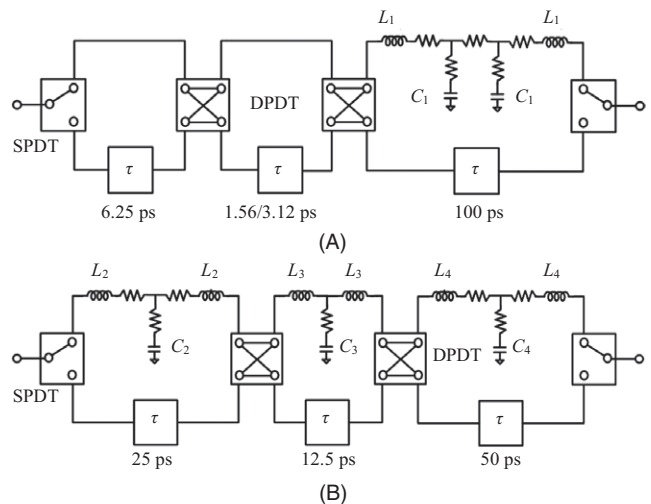 L₁ L₁
C₁ C₁
DPDT
SPDT
τ τ τ
6.25 ps 1.56/3.12 ps 100 ps
(A)
L₂ L₂ L₃ L₃ L₄ L₄
C₂ C₃ DPDT C₄
SPDT
τ τ τ
25 ps 12.5 ps 50 ps
(B)